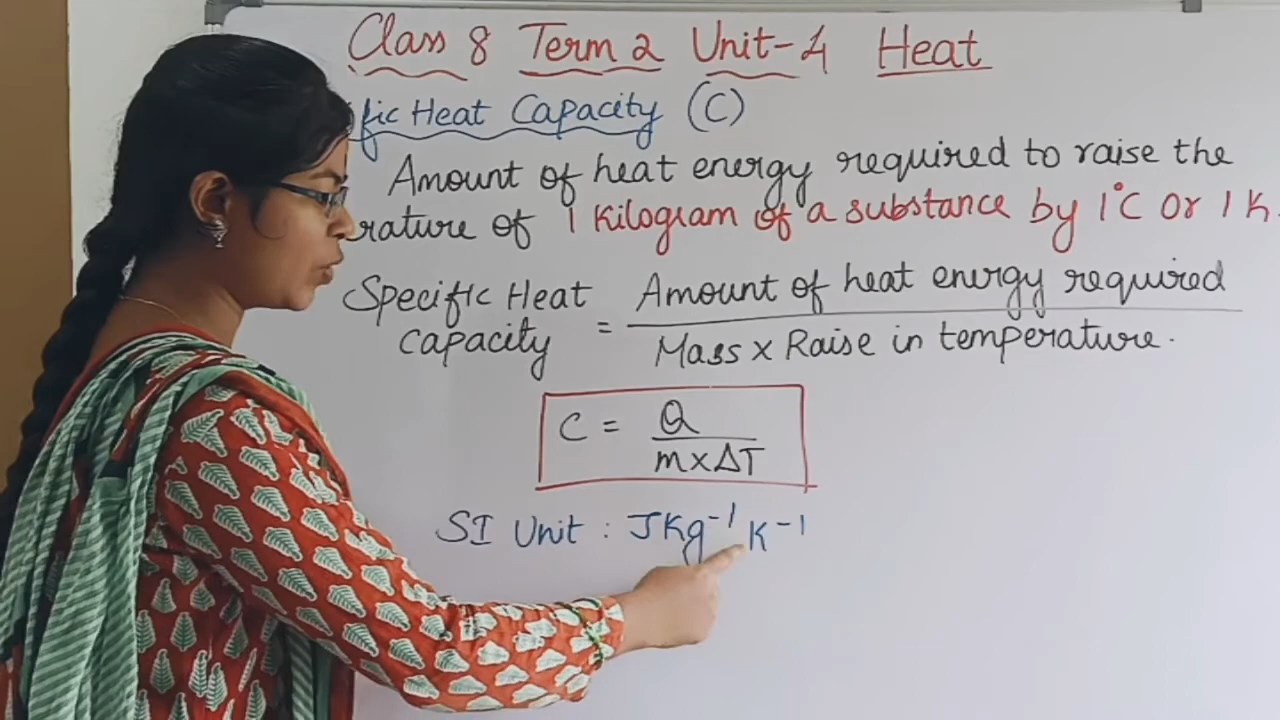 Class 8 Term 2 Unit-4 Heat
fic Heat Capacity (C)
Amount of heat energy required to raise the
rature of 1 Kilogram of a substance by 1°C Or 1 K.
Specific Heat Capacity = Amount of heat energy required
Mass x Raise in temperature.
C = Q
m x ΔT
SI Unit : JKg⁻¹ K⁻¹